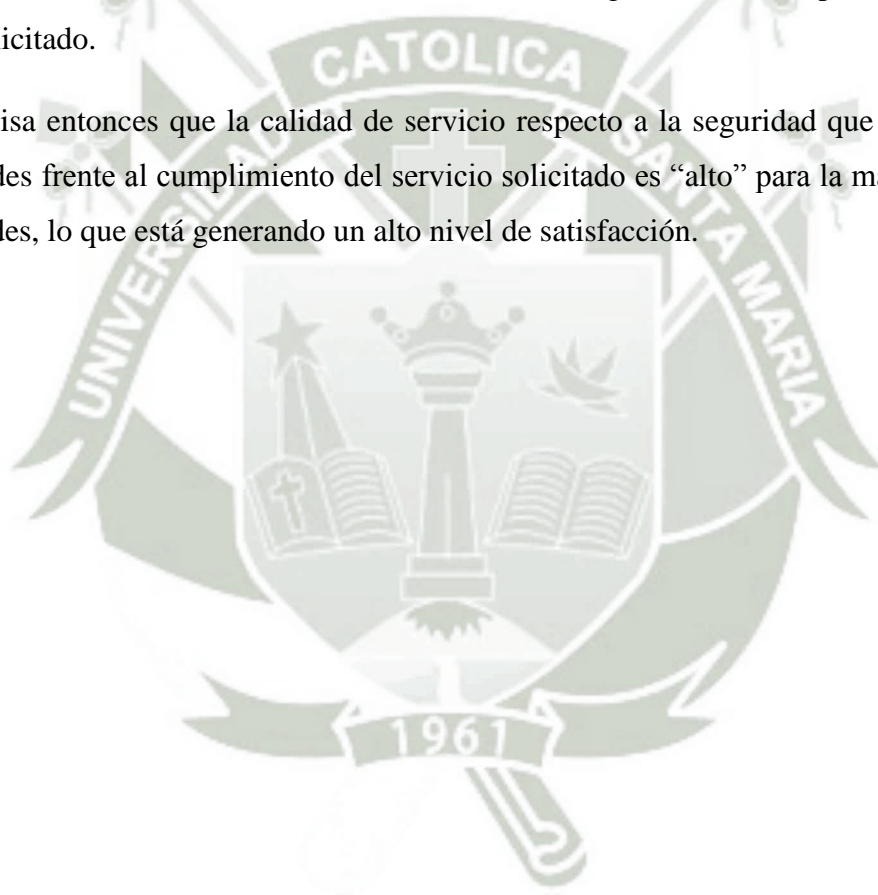 licitado.
isa entonces que la calidad de servicio respecto a la seguridad que
des frente al cumplimiento del servicio solicitado es “alto” para la ma
des, lo que está generando un alto nivel de satisfacción.
UNIVERSIDAD CATOLICA SANTA MARIA
1961